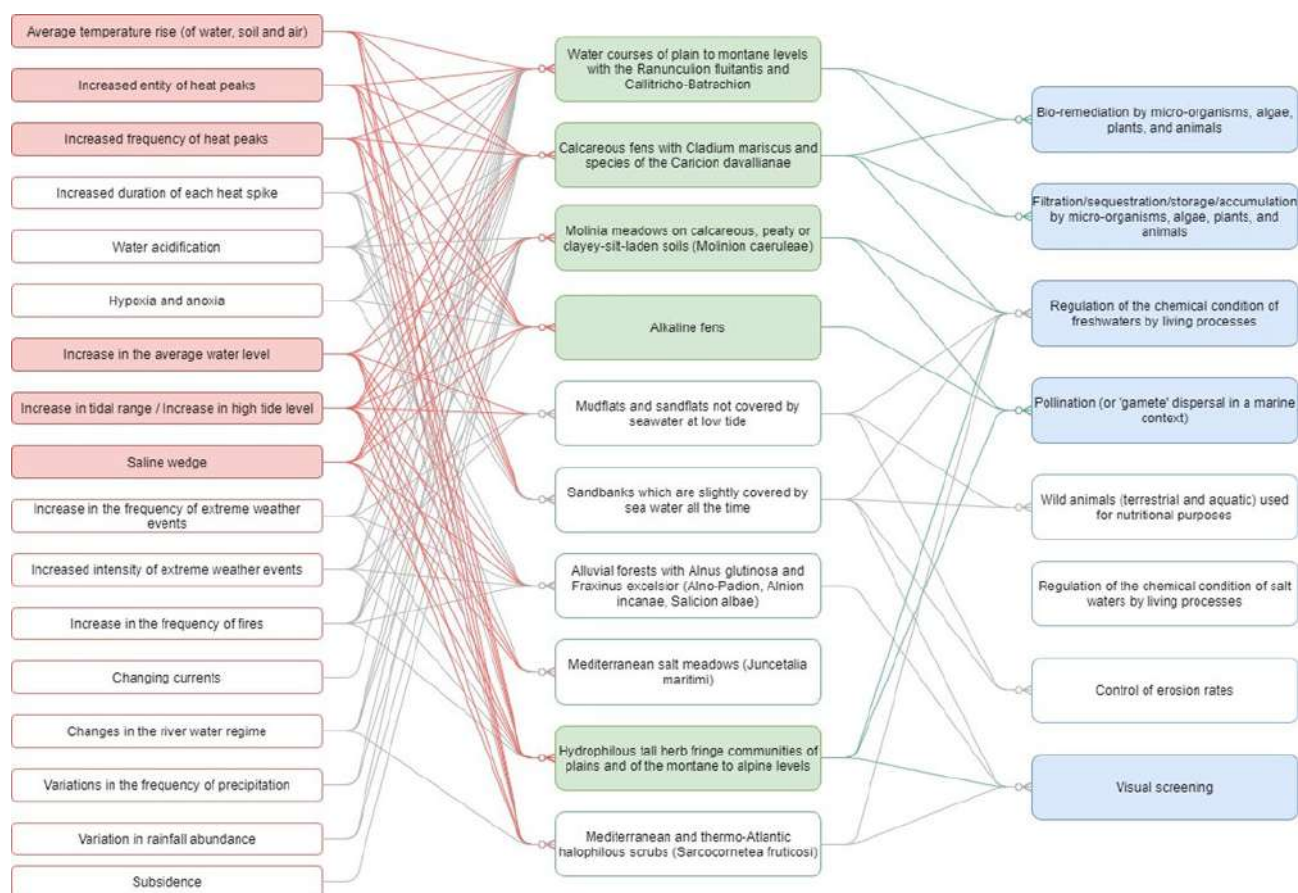 Average temperature rise (of water, soil and air)
Increased entity of heat peaks
Increased frequency of heat peaks
Increased duration of each heat spike
Water acidification
Hypoxia and anoxia
Increase in the average water level
Increase in tidal range / Increase in high tide level
Saline wedge
Increase in the frequency of extreme weather
events
Increased intensity of extreme weather events
Increase in the frequency of fires
Changing currents
Changes in the river water regime
Variations in the frequency of precipitation
Variation in rainfall abundance
Subsidence
Water courses of plain to montane levels
with the Ranunculion fluitantis and
Callitricho-Batrachion
Calcareous fens with Cladium mariscus and
species of the Caricion davallianae
Molinia meadows on calcareous, peaty or
clayey-silt-laden soils (Molinion caeruleae)
Alkaline fens
Mudflats and sandflats not covered by
seawater at low tide
Sandbanks which are slightly covered by
sea water all the time
Alluvial forests with Alnus glutinosa and
Fraxinus excelsior (Alno-Padion, Alnion
incanae, Salicion albae)
Mediterranean salt meadows (Juncetalia
maritimi)
Hydrophilous tall herb fringe communities of
plains and of the montane to alpine levels
Mediterranean and thermo-Atlantic
halophilous scrubs (Sarcocornetea fruticosi)
Bio-remediation by micro-organisms, algae,
plants, and animals
Filtration/sequestration/storage/accumulation
by micro-organisms, algae, plants, and
animals
Regulation of the chemical condition of
freshwaters by living processes
Pollination (or 'gamete' dispersal in a marine
context)
Wild animals (terrestrial and aquatic) used
for nutritional purposes
Regulation of the chemical condition of salt
waters by living processes
Control of erosion rates
Visual screening